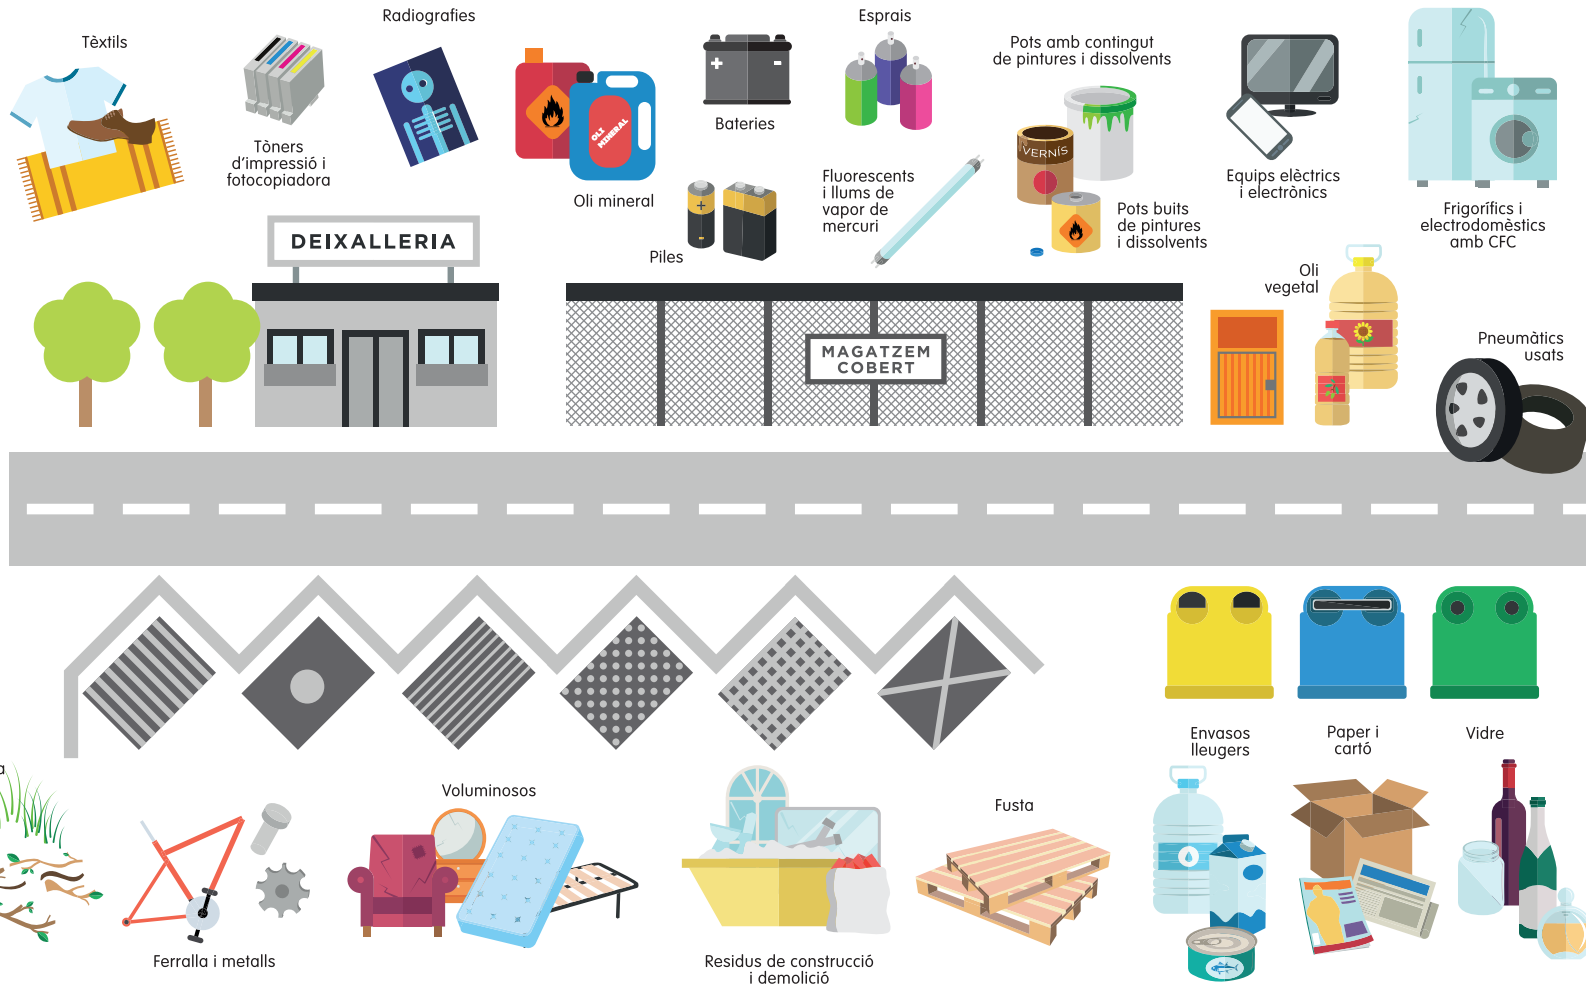 Radiografies
Esprais
Tèxtils
Pots amb contingut
de pintures i dissolvents
Bateries
Tòners
d'impressió i
fotocopiadora
OLI
MINERAL
VERNÍS
Fluorescents
i llums de
vapor de
mercuri
Equips elèctrics
i electrònics
Oli mineral
Pots buits
de pintures
i dissolvents
Frigorífics i
electrodomèstics
amb CFC
Piles
DEIXALLERIA
Oli
vegetal
Pneumàtics
usats
MAGATZEM
COBERT
Envasos
lleugers
Paper i
cartó
Vidre
Voluminosos
Fusta
Ferralla i metalls
Residus de construcció
i demolició